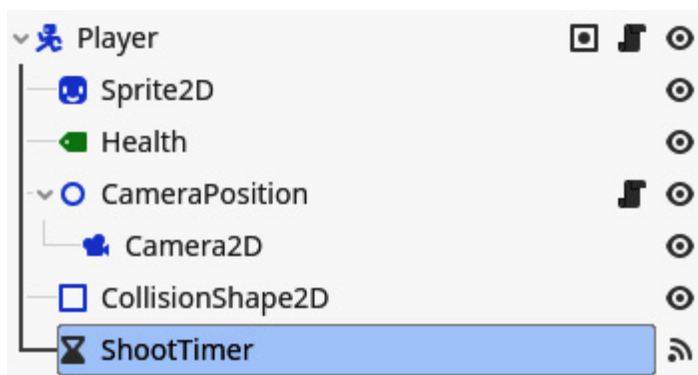 Player
Sprite2D
Health
CameraPosition
Camera2D
CollisionShape2D
ShootTimer